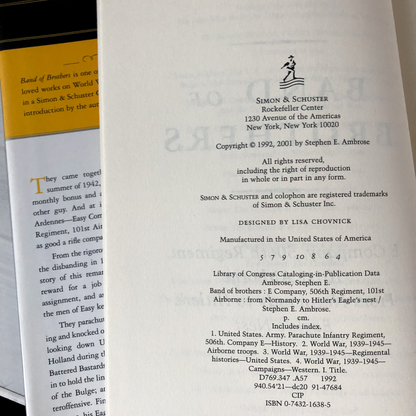 Band of Brothers is one o
loved works on World W
in a Simon & Schuster C
introduction by the aut
They came togeth
summer of 1942,
monthly bonus and
other guy. And at
Ardennes—Easy Com
Regiment, 101st Air
as good a rifle compa
From the rigoro
the disbanding in 1
story of this remar
reward for a job
assignment, and as
the men of Easy ke
They parachu
ing and knocked o
looking down U
Holland during th
Battered Bastards
in to hold the line
of the Bulge; an
teroffensive. Fin
his Ea
SIMON & SCHUSTER
Rockefeller Center
1230 Avenue of the Americas
New York, New York 10020
Copyright © 1992, 2001 by Stephen E. Ambrose
All rights reserved,
including the right of reproduction
in whole or in part in any form.
SIMON & SCHUSTER and colophon are registered trademarks
of Simon & Schuster Inc.
DESIGNED BY LISA CHOVNICK
Manufactured in the United States of America
5 7 9 10 8 6 4
Library of Congress Cataloging-in-Publication Data
Ambrose, Stephen E.
Band of brothers : E Company, 506th Regiment, 101st
Airborne : from Normandy to Hitler's Eagle's nest /
Stephen E. Ambrose.
p. cm.
Includes index.
1. United States. Army. Parachute Infantry Regiment,
506th. Company E—History. 2. World War, 1939–1945—
Airborne troops. 3. World War, 1939–1945—Regimental
histories—United States. 4. World War, 1939–1945—
Campaigns—Western. I. Title.
D769.347 .A57 1992
940.54'21—dc20 91-47684
CIP
ISBN 0-7432-1638-5